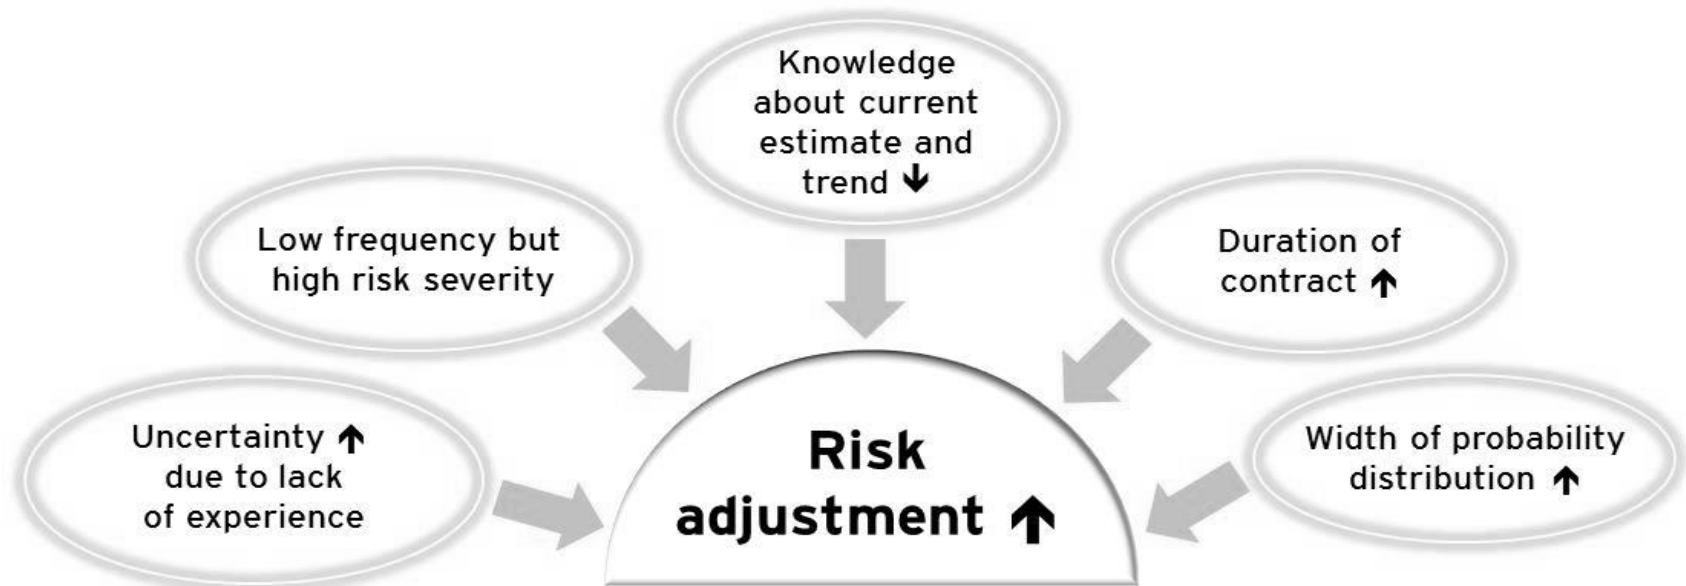 Knowledge
about current
estimate and
trend ↓
Low frequency but
high risk severity
Duration of
contract ↑
Uncertainty ↑
due to lack
of experience
Width of probability
distribution ↑
Risk
adjustment ↑